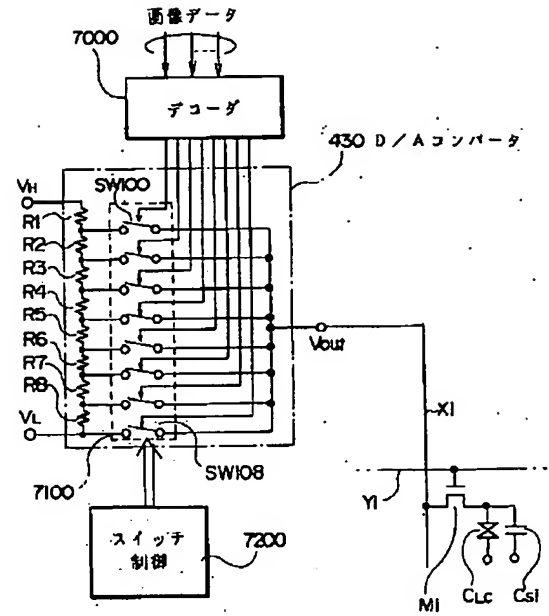 画像データ
7000
デコーダ
430 D/Aコンバータ
SW100
VH
R1
R2
R3
R4
R5
R6
R7
R8
VL
Vout
X1
7100
SW108
Y1
スイッチ
制御
7200
M1
CLC
CS1